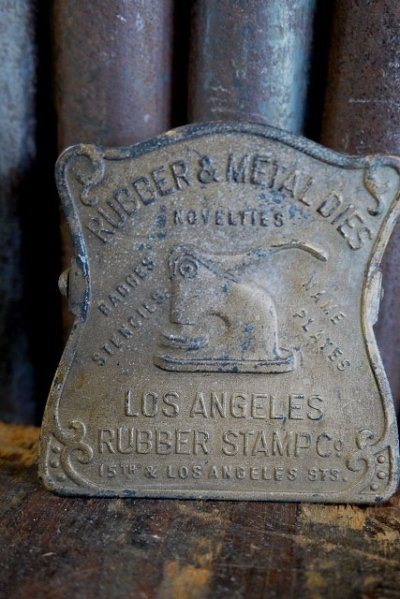 RUBBER & METAL DIES
NOVELTIES
BADGES
STENCILS
NAME
PLATES
LOS ANGELES
RUBBER STAMP Co.
15TH & LOS ANGELES STS.